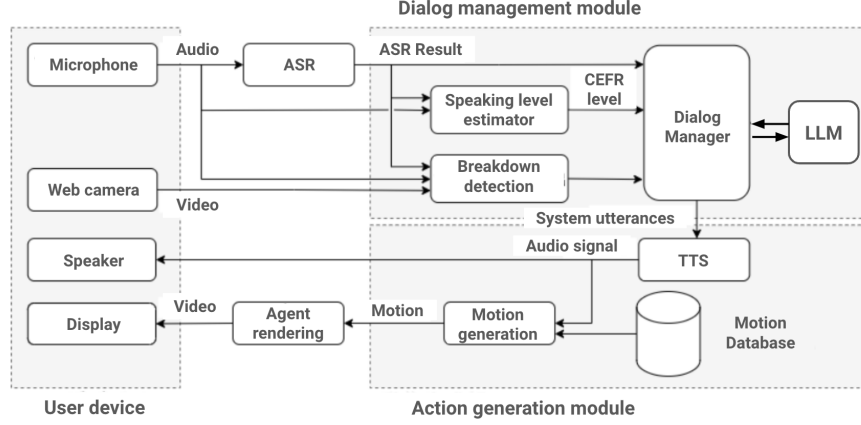 Dialog management module
Audio
ASR Result
Microphone
ASR
CEFR
level
Speaking level
estimator
Dialog
Manager
LLM
Breakdown
detection
Web camera
Video
System utterances
Audio signal
Speaker
TTS
Video
Motion
Display
Agent
rendering
Motion
generation
Motion
Database
User device
Action generation module